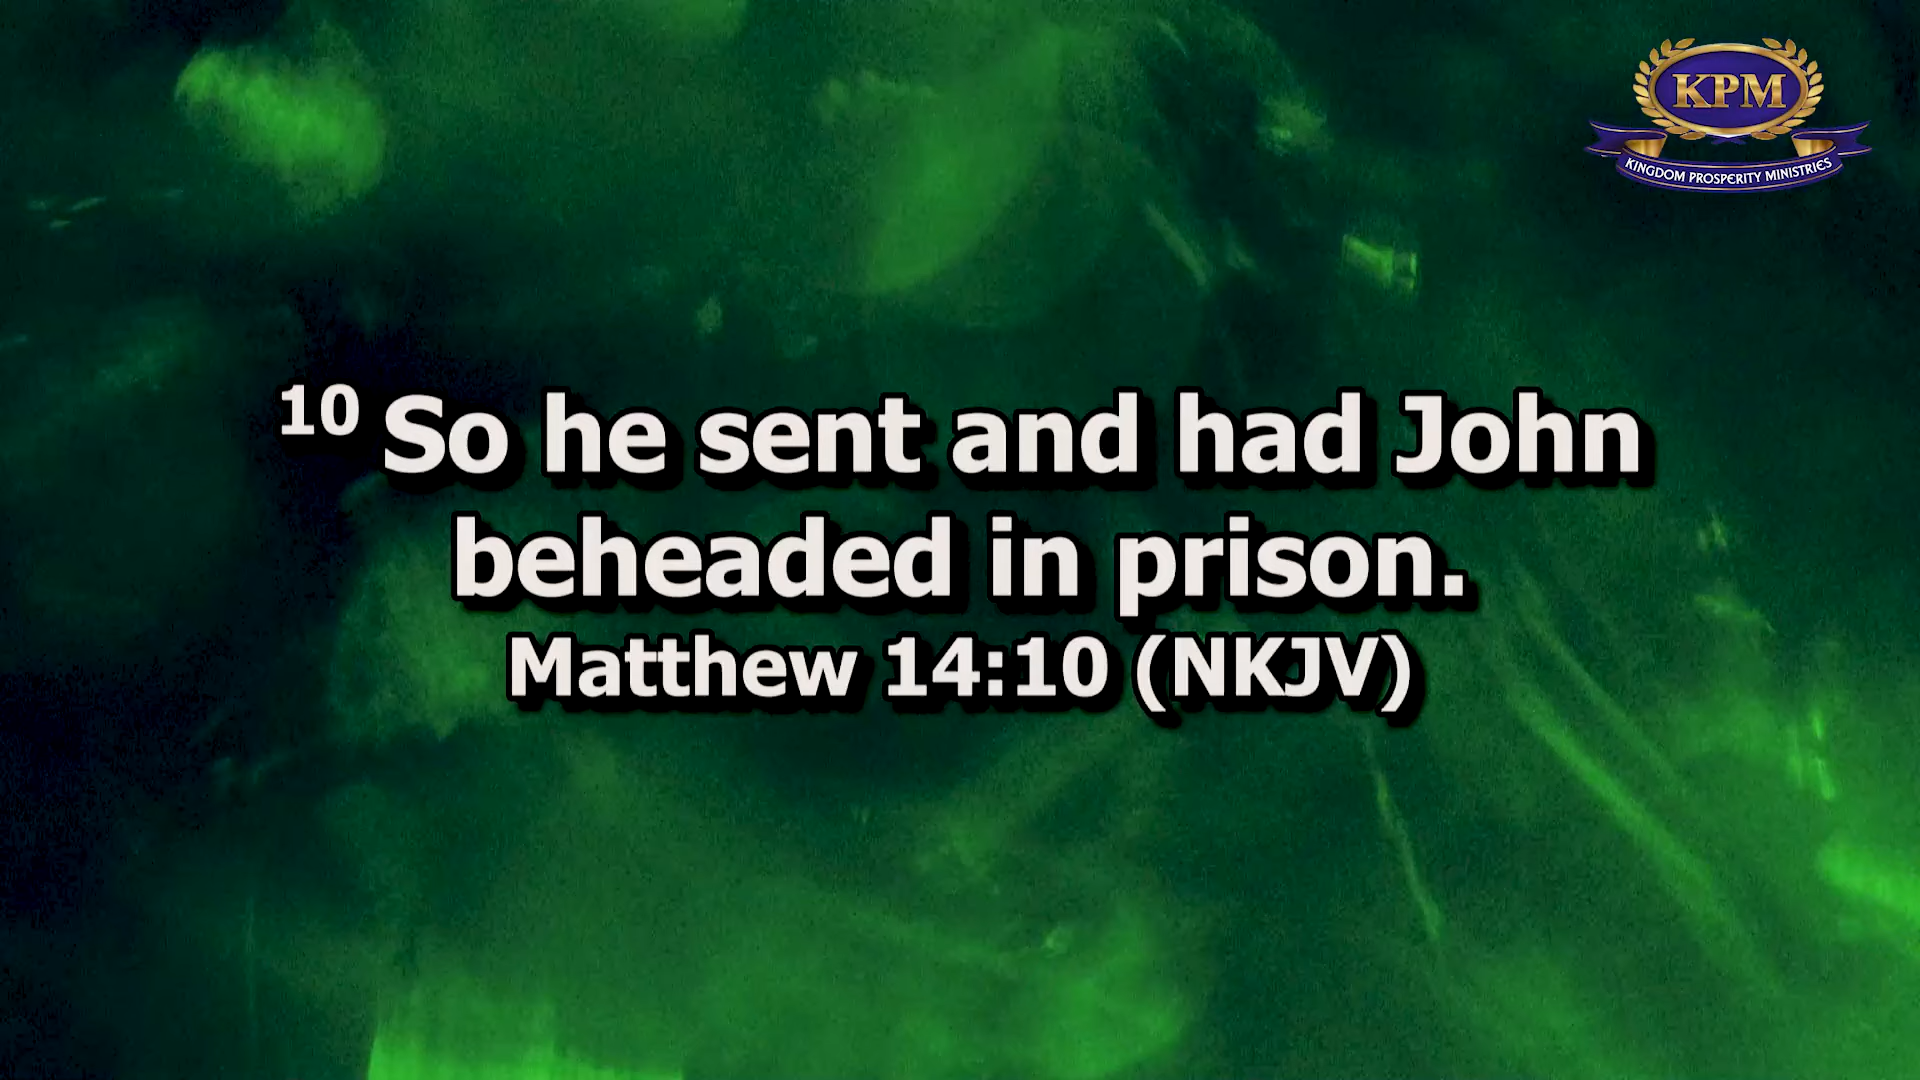 KPM
KINGDOM PROSPERITY MINISTRIES
10 So he sent and had John
beheaded in prison.
Matthew 14:10 (NKJV)